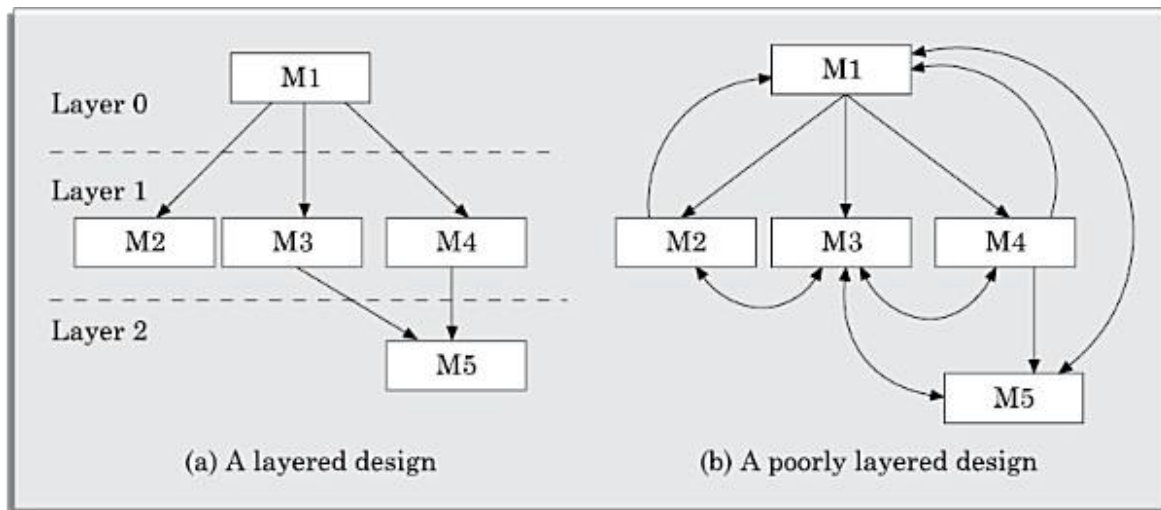 M1
Layer 0
Layer 1
M2
M3
M4
Layer 2
M5
(a) A layered design
M1
M2
M3
M4
M5
(b) A poorly layered design